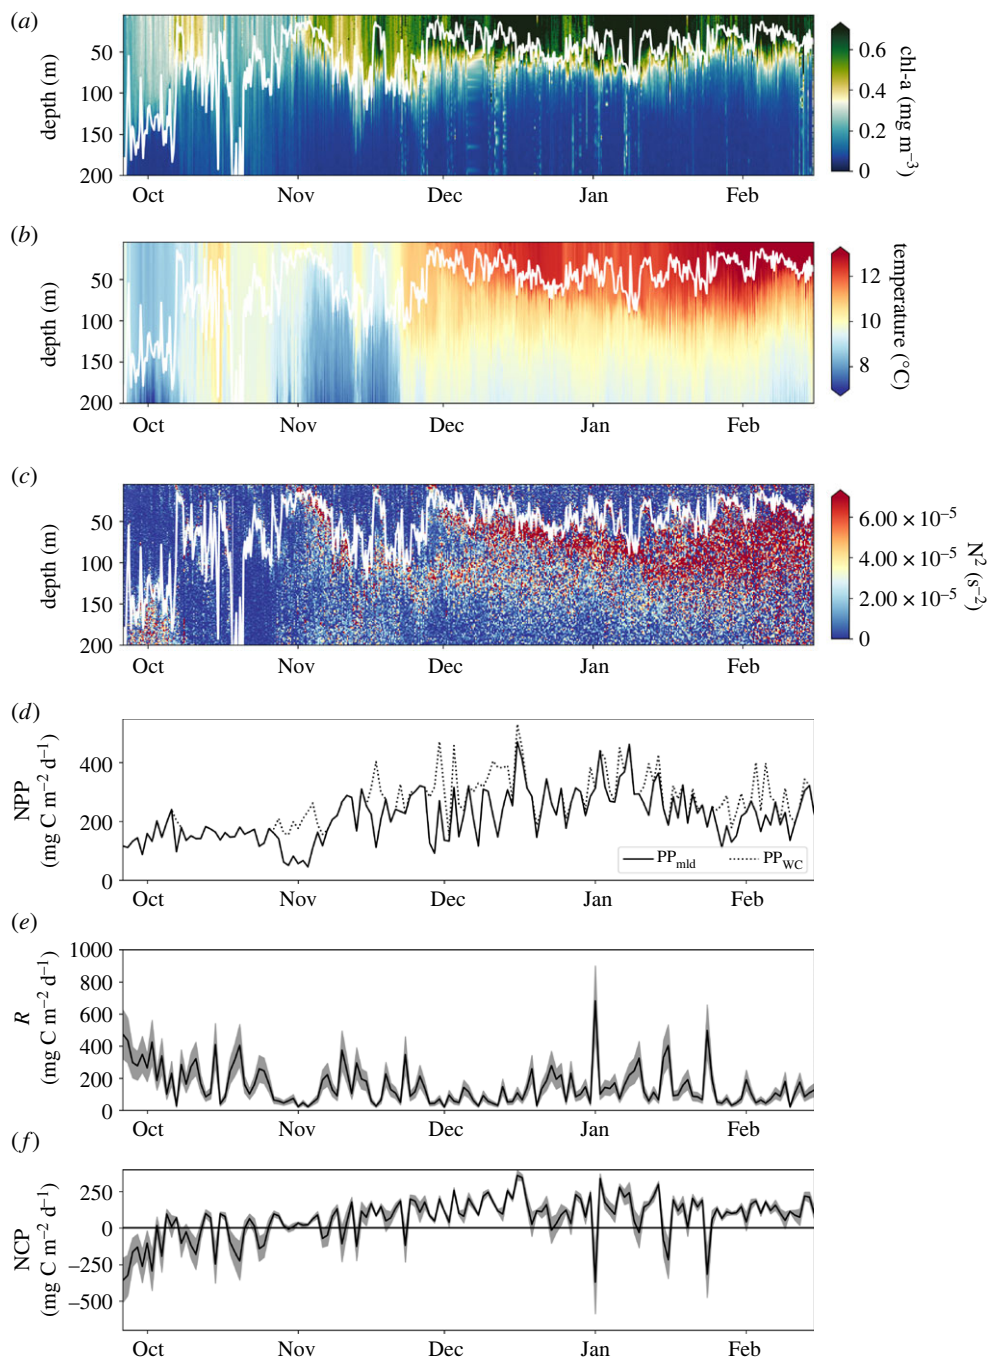 (a)
depth (m)
50
100
150
200
Oct
Nov
Dec
Jan
Feb
0.6
0.4
0.2
0
chl-a (mg m⁻³)
(b)
depth (m)
50
100
150
200
Oct
Nov
Dec
Jan
Feb
12
10
8
temperature (°C)
(c)
depth (m)
50
100
150
200
Oct
Nov
Dec
Jan
Feb
6.00 × 10⁻⁵
4.00 × 10⁻⁵
2.00 × 10⁻⁵
0
N² (s⁻²)
(d)
NPP
(mg C m⁻² d⁻¹)
400
200
0
PP_mld
PP_WC
Oct
Nov
Dec
Jan
Feb
(e)
R
(mg C m⁻² d⁻¹)
1000
800
600
400
200
0
Oct
Nov
Dec
Jan
Feb
(f)
NCP
(mg C m⁻² d⁻¹)
250
0
−250
−500
Oct
Nov
Dec
Jan
Feb